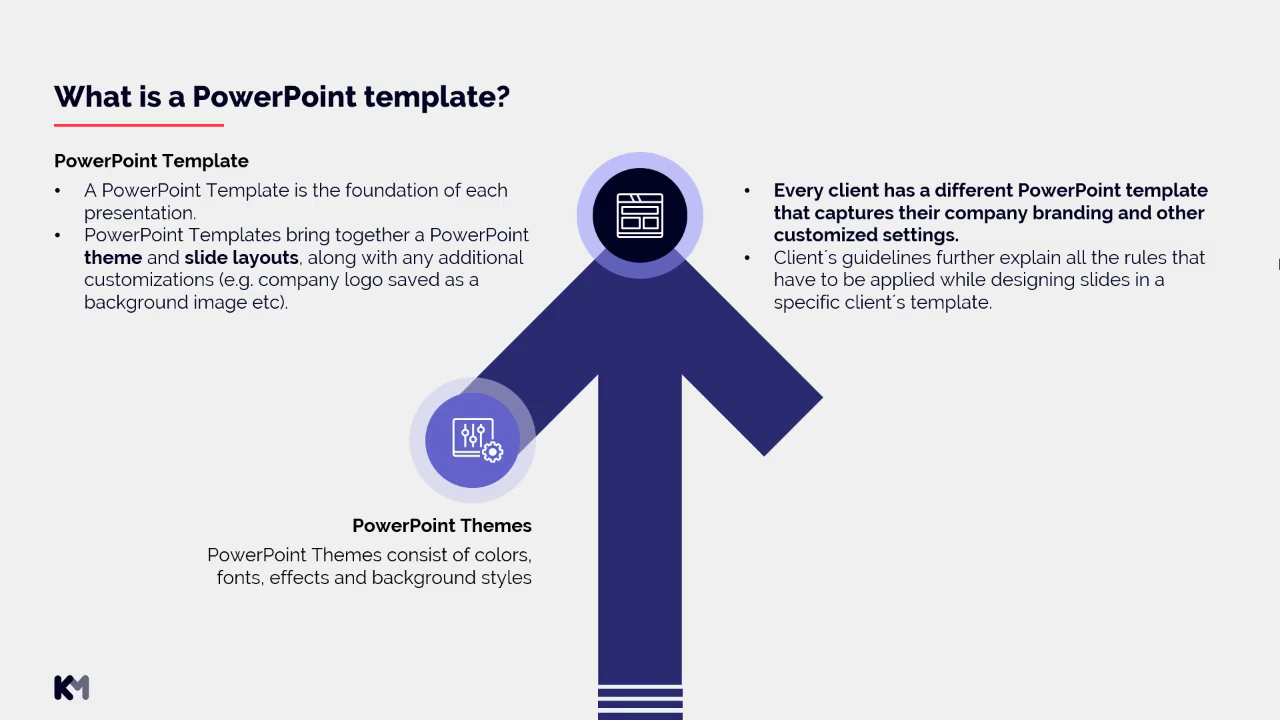 What is a PowerPoint template?
PowerPoint Template
• A PowerPoint Template is the foundation of each
presentation.
• PowerPoint Templates bring together a PowerPoint
theme and slide layouts, along with any additional
customizations (e.g. company logo saved as a
background image etc).
• Every client has a different PowerPoint template
that captures their company branding and other
customized settings.
• Client´s guidelines further explain all the rules that
have to be applied while designing slides in a
specific client´s template.
PowerPoint Themes
PowerPoint Themes consist of colors,
fonts, effects and background styles
KM